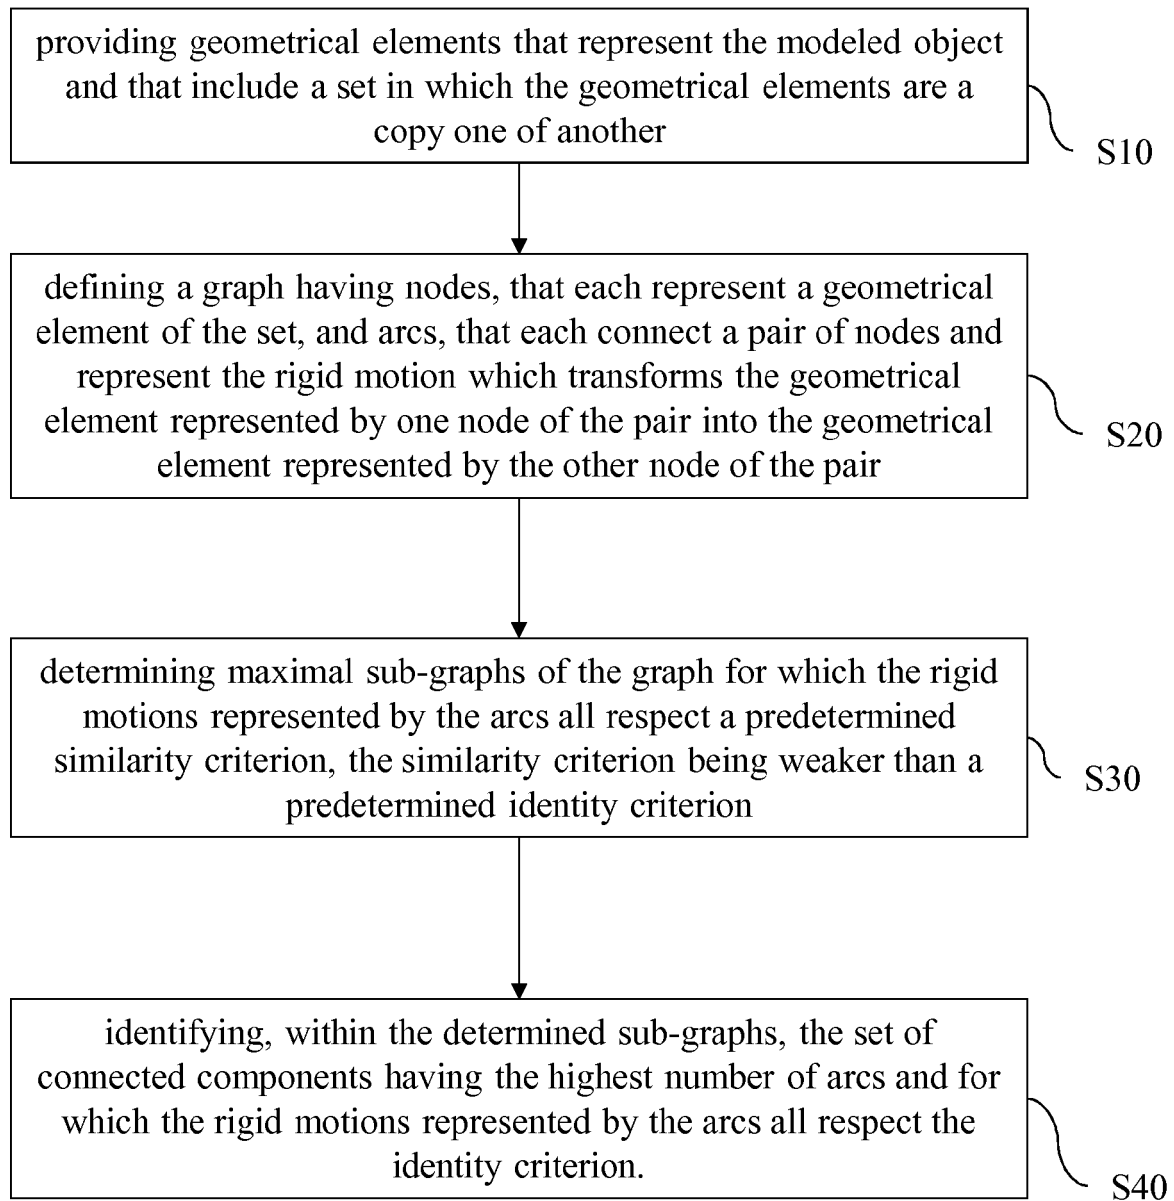 providing geometrical elements that represent the modeled object
and that include a set in which the geometrical elements are a
copy one of another
S10
defining a graph having nodes, that each represent a geometrical
element of the set, and arcs, that each connect a pair of nodes and
represent the rigid motion which transforms the geometrical
element represented by one node of the pair into the geometrical
element represented by the other node of the pair
S20
determining maximal sub-graphs of the graph for which the rigid
motions represented by the arcs all respect a predetermined
similarity criterion, the similarity criterion being weaker than a
predetermined identity criterion
S30
identifying, within the determined sub-graphs, the set of
connected components having the highest number of arcs and for
which the rigid motions represented by the arcs all respect the
identity criterion.
S40